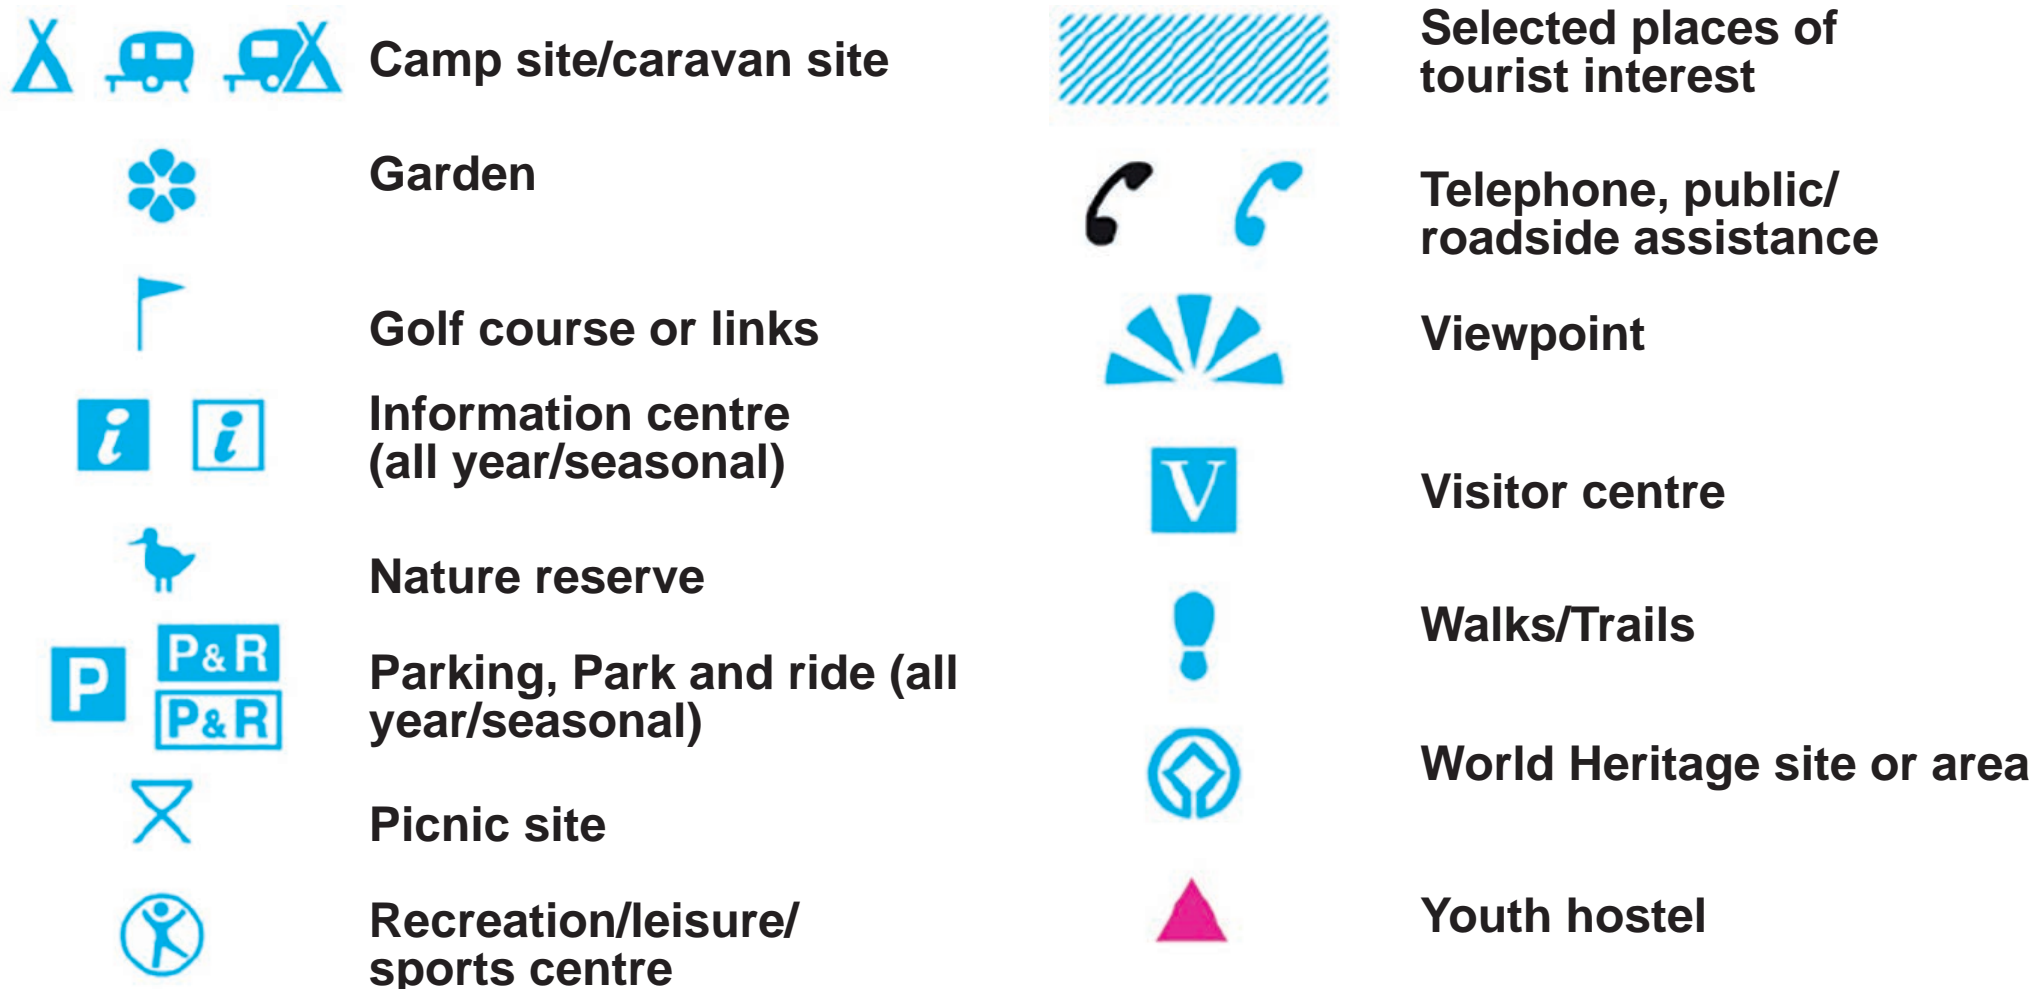 Camp site/caravan site
Garden
Golf course or links
i i
Information centre
(all year/seasonal)
Nature reserve
P
P&R
P&R
Parking, Park and ride (all
year/seasonal)
Picnic site
Recreation/leisure/
sports centre
Selected places of
tourist interest
Telephone, public/
roadside assistance
Viewpoint
V
Visitor centre
Walks/Trails
World Heritage site or area
Youth hostel